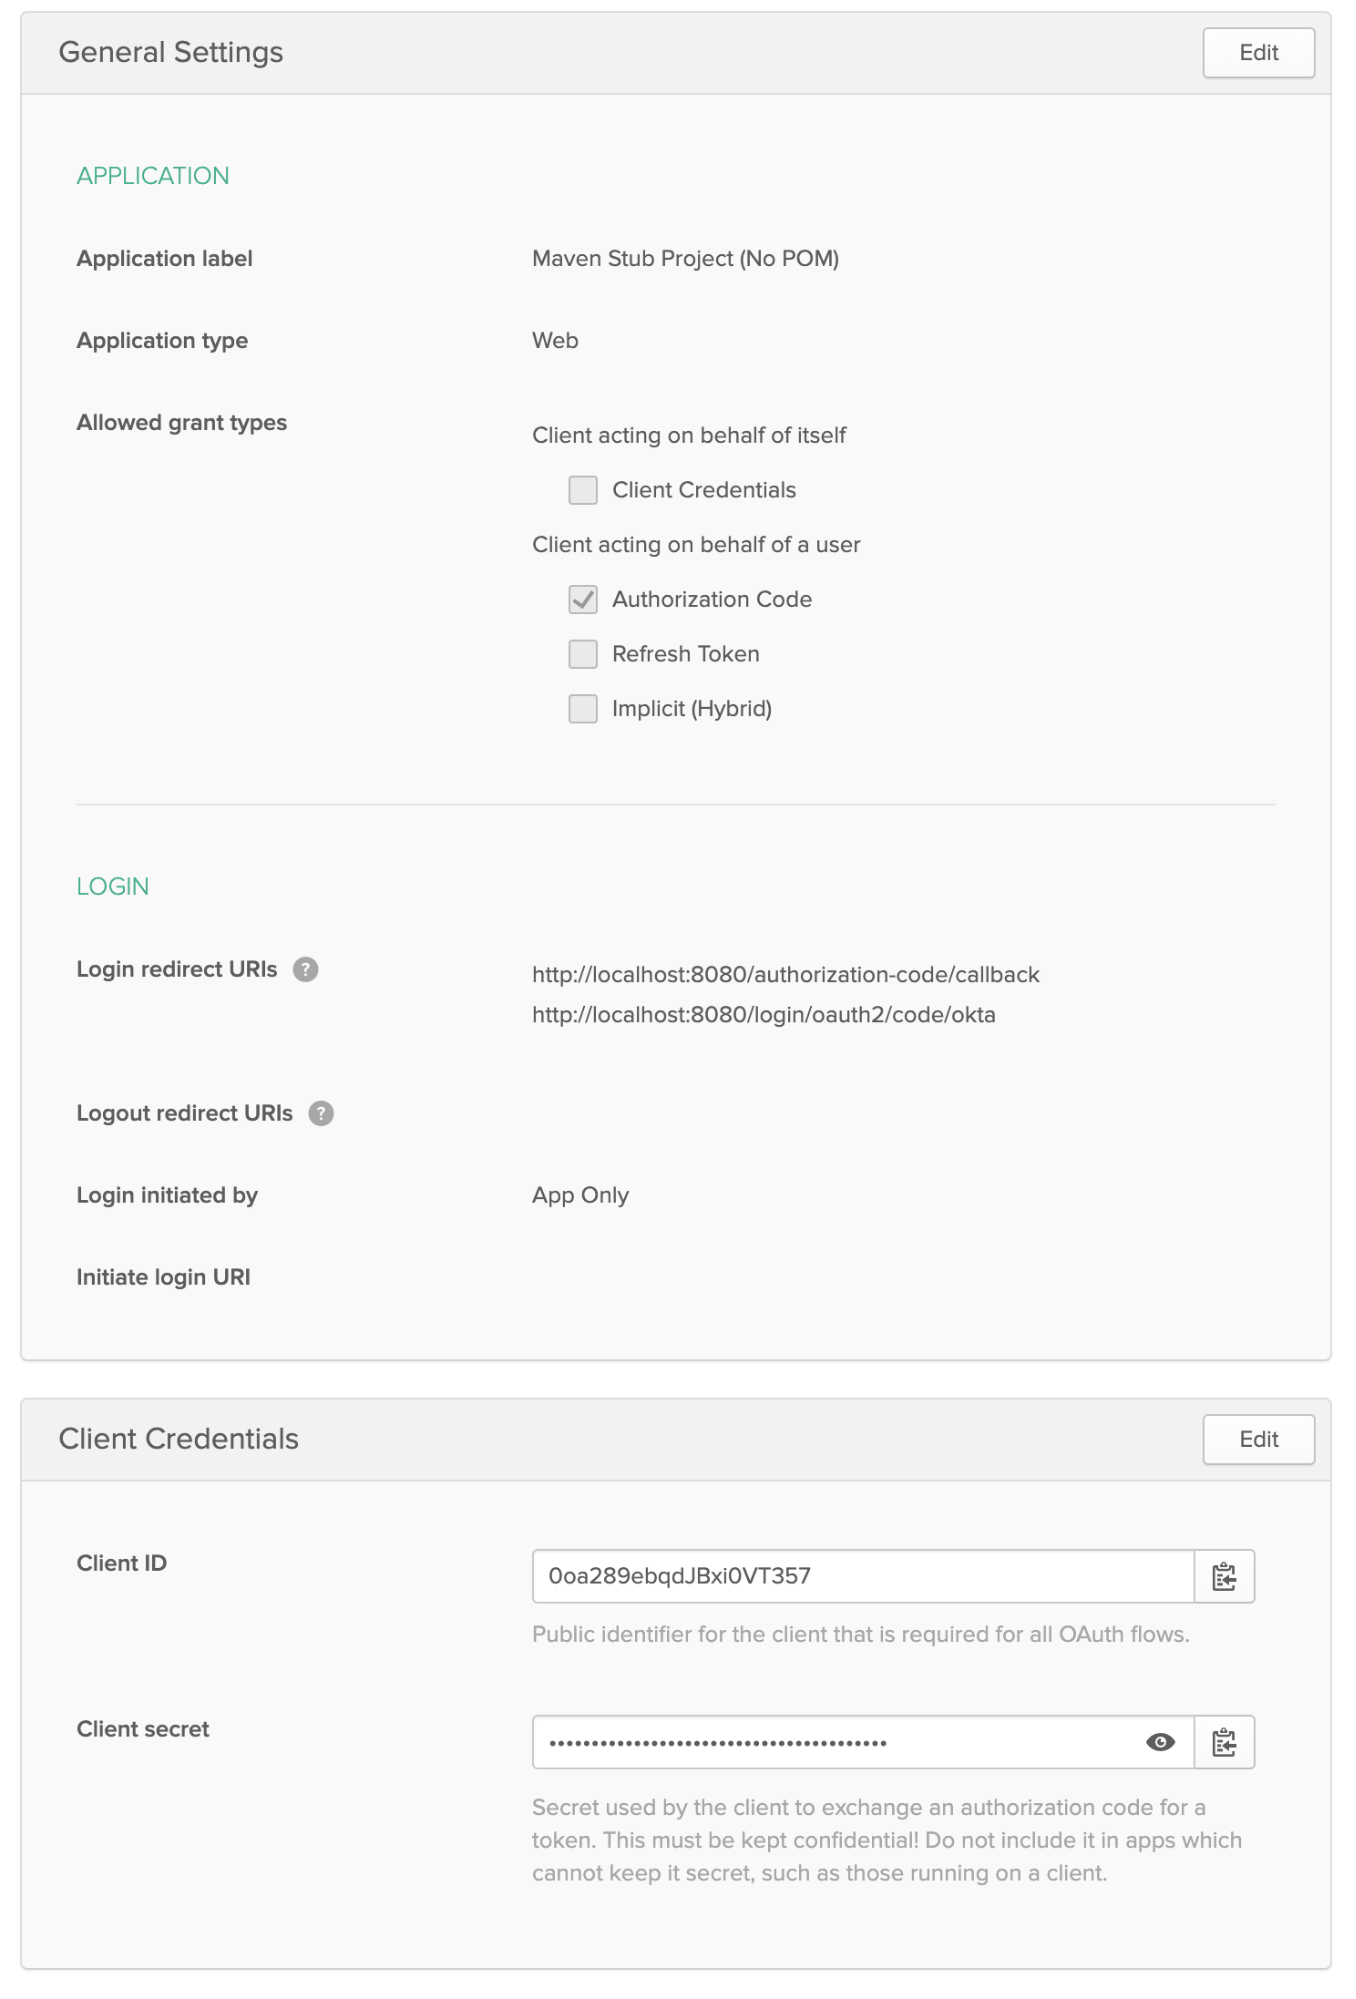 General Settings
Edit
APPLICATION
Application label
Maven Stub Project (No POM)
Application type
Web
Allowed grant types
Client acting on behalf of itself
Client Credentials
Client acting on behalf of a user
Authorization Code
Refresh Token
Implicit (Hybrid)
LOGIN
Login redirect URIs ?
http://localhost:8080/authorization-code/callback
http://localhost:8080/login/oauth2/code/okta
Logout redirect URIs ?
Login initiated by
App Only
Initiate login URI
Client Credentials
Edit
Client ID
0oa289ebqdJBxi0VT357
Public identifier for the client that is required for all OAuth flows.
Client secret
Secret used by the client to exchange an authorization code for a
token. This must be kept confidential! Do not include it in apps which
cannot keep it secret, such as those running on a client.